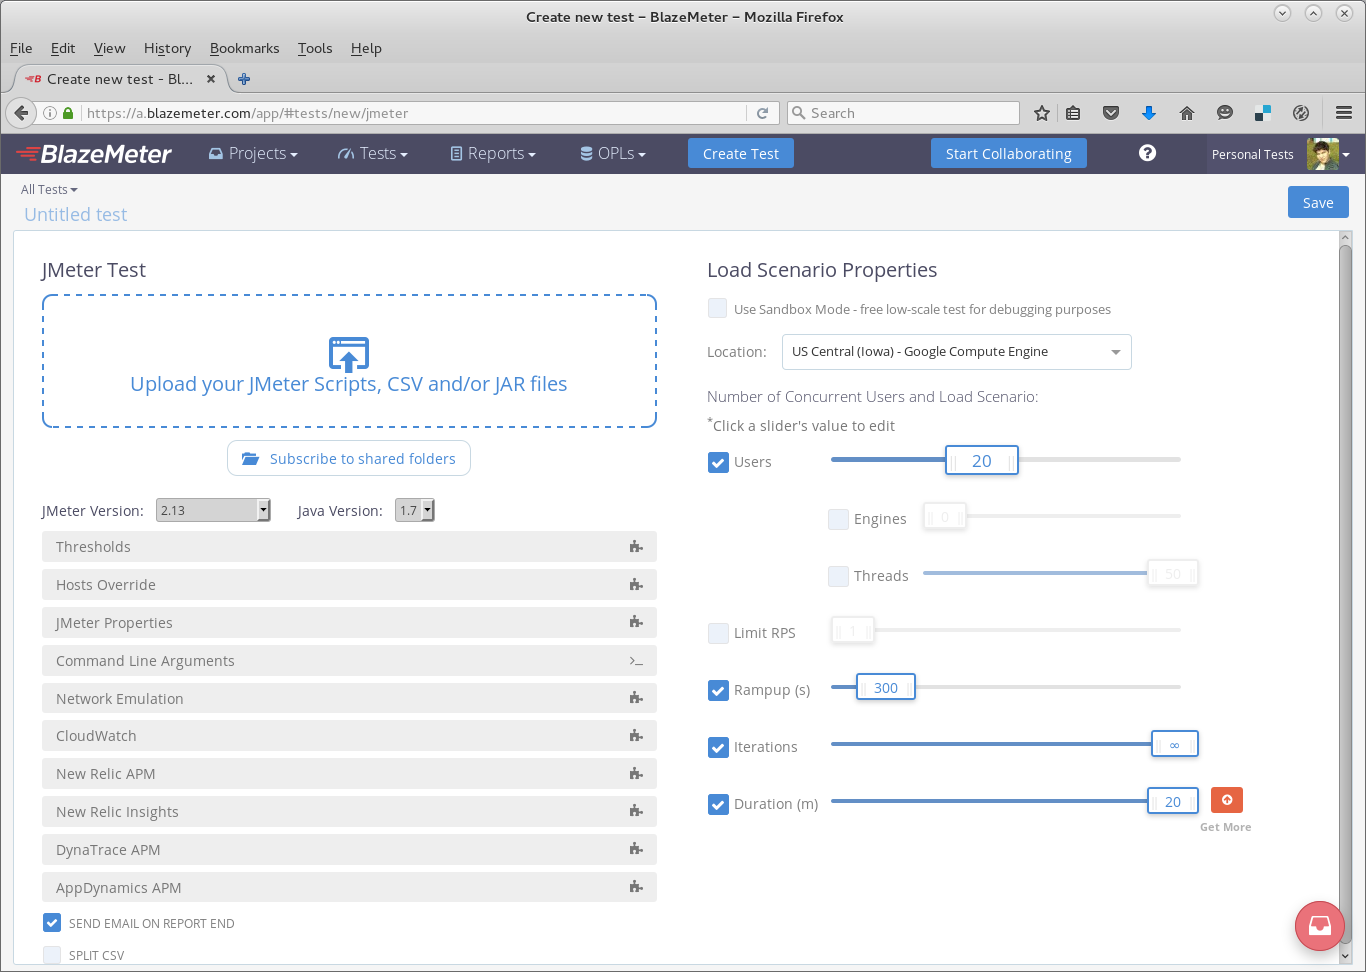 Create new test – BlazeMeter – Mozilla Firefox
File Edit View History Bookmarks Tools Help
Create new test - Bl...
https://a.blazemeter.com/app/#tests/new/jmeter
Search
BlazeMeter
Projects Tests Reports OPLs Create Test Start Collaborating ? Personal Tests
All Tests
Untitled test
Save
JMeter Test
Upload your JMeter Scripts, CSV and/or JAR files
Subscribe to shared folders
JMeter Version: 2.13 Java Version: 1.7
Thresholds
Hosts Override
JMeter Properties
Command Line Arguments
Network Emulation
CloudWatch
New Relic APM
New Relic Insights
DynaTrace APM
AppDynamics APM
SEND EMAIL ON REPORT END
SPLIT CSV
Load Scenario Properties
Use Sandbox Mode - free low-scale test for debugging purposes
Location: US Central (Iowa) - Google Compute Engine
Number of Concurrent Users and Load Scenario:
*Click a slider's value to edit
Users 20
Engines 0
Threads 50
Limit RPS 1
Rampup (s) 300
Iterations ∞
Duration (m) 20
Get More